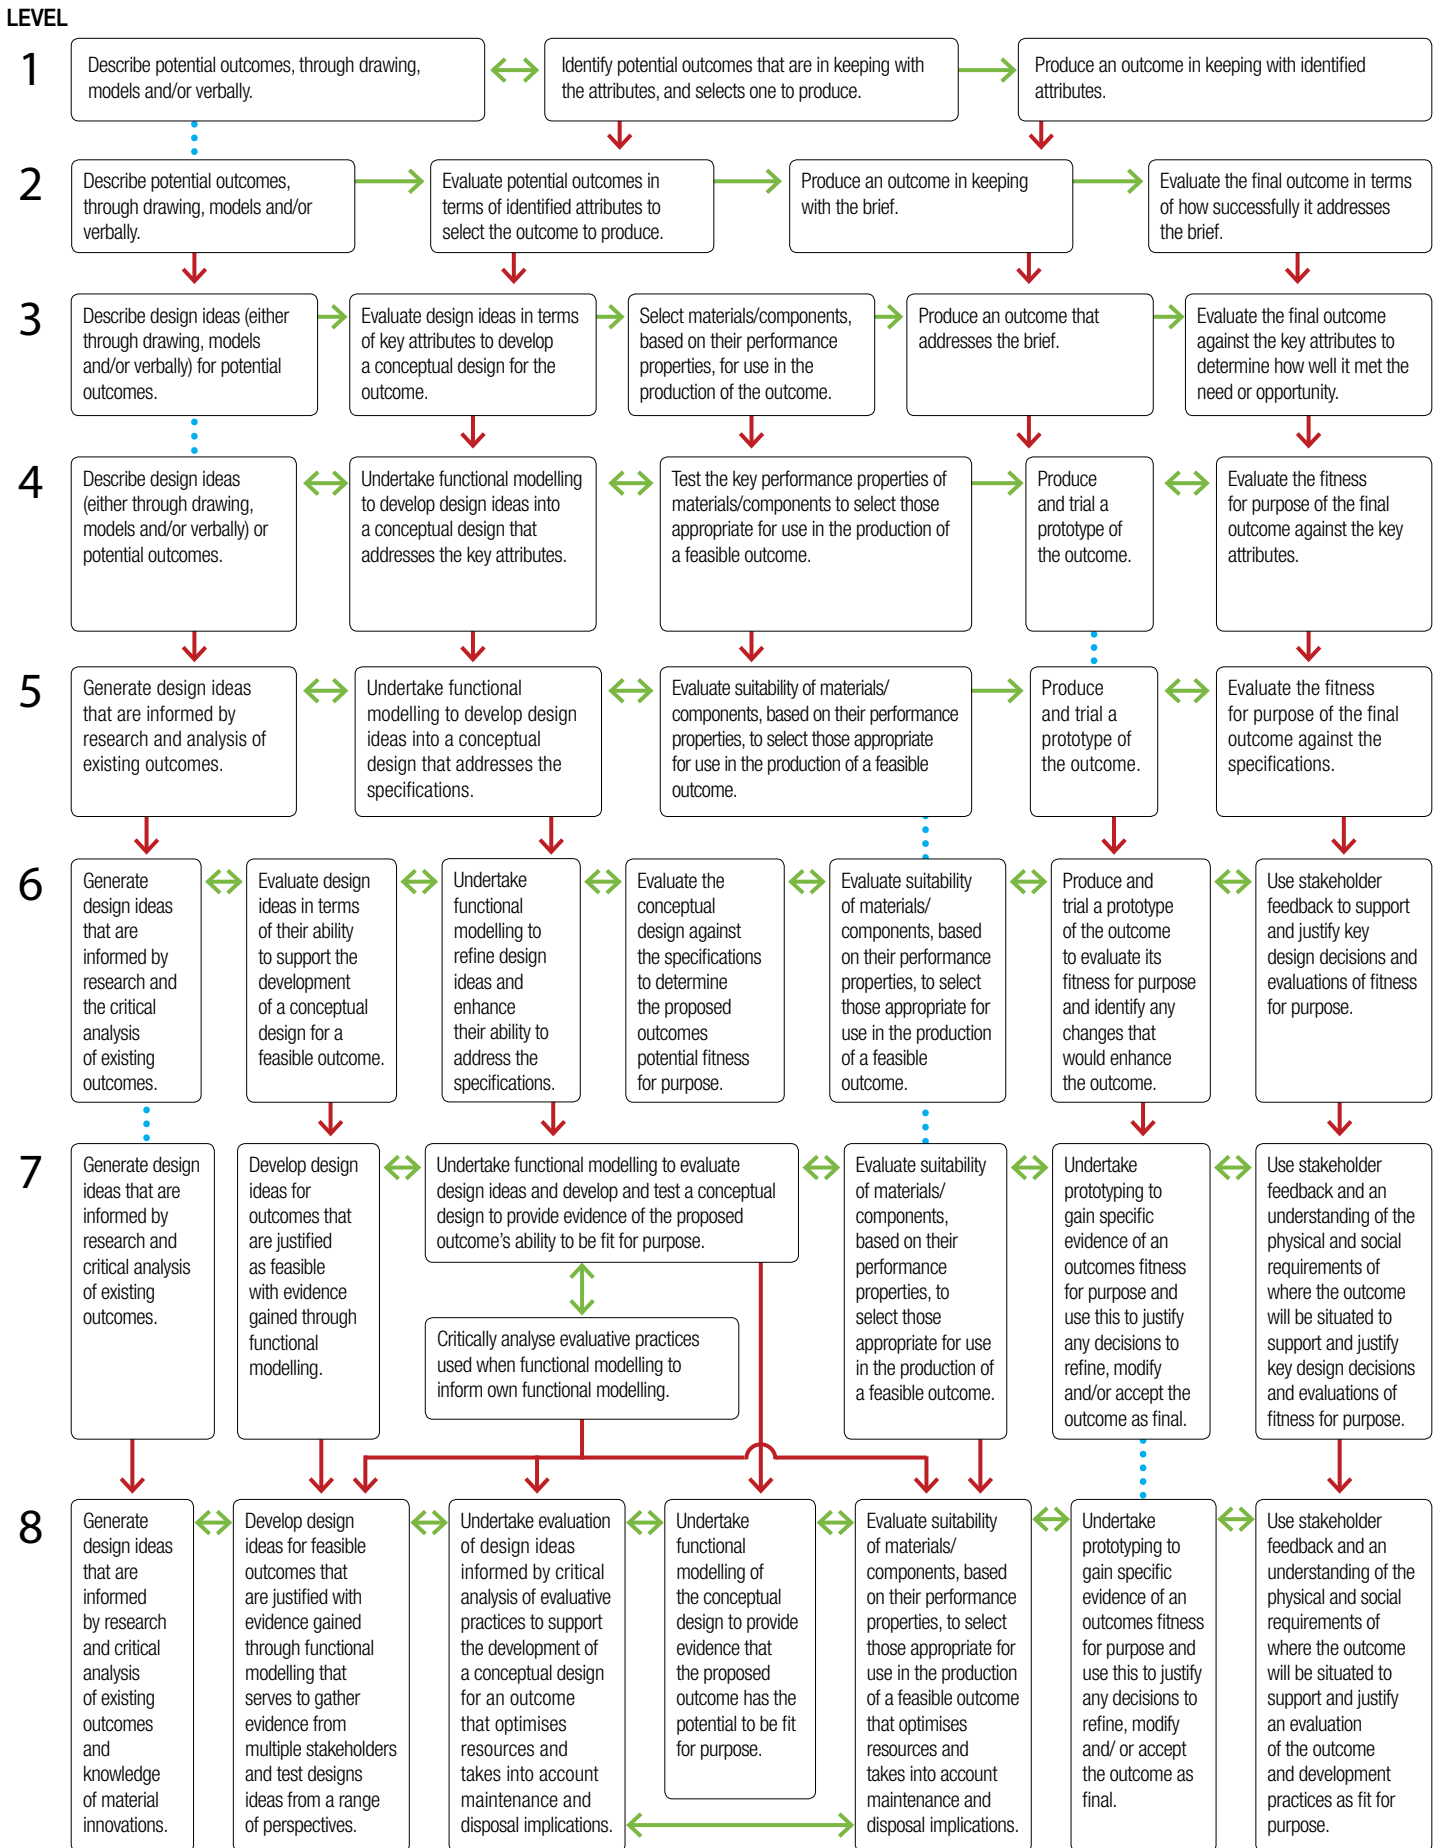 LEVEL
1
Describe potential outcomes, through drawing,
models and/or verbally.
Identify potential outcomes that are in keeping with
the attributes, and selects one to produce.
Produce an outcome in keeping with identified
attributes.
2
Describe potential outcomes,
through drawing, models and/or
verbally.
Evaluate potential outcomes in
terms of identified attributes to
select the outcome to produce.
Produce an outcome in keeping
with the brief.
Evaluate the final outcome in terms
of how successfully it addresses
the brief.
3
Describe design ideas (either
through drawing, models
and/or verbally) for potential
outcomes.
Evaluate design ideas in terms
of key attributes to develop
a conceptual design for the
outcome.
Select materials/components,
based on their performance
properties, for use in the
production of the outcome.
Produce an outcome that
addresses the brief.
Evaluate the final outcome
against the key attributes to
determine how well it met the
need or opportunity.
4
Describe design ideas
(either through drawing,
models and/or verbally) or
potential outcomes.
Undertake functional modelling
to develop design ideas into
a conceptual design that
addresses the key attributes.
Test the key performance properties of
materials/components to select those
appropriate for use in the production of
a feasible outcome.
Produce
and trial a
prototype of
the outcome.
Evaluate the fitness
for purpose of the final
outcome against the key
attributes.
5
Generate design ideas
that are informed by
research and analysis of
existing outcomes.
Undertake functional
modelling to develop design
ideas into a conceptual
design that addresses the
specifications.
Evaluate suitability of materials/
components, based on their performance
properties, to select those appropriate
for use in the production of a feasible
outcome.
Produce
and trial a
prototype of
the outcome.
Evaluate the fitness
for purpose of the final
outcome against the
specifications.
6
Generate
design ideas
that are
informed by
research and
the critical
analysis
of existing
outcomes.
Evaluate design
ideas in terms
of their ability
to support the
development
of a conceptual
design for a
feasible outcome.
Undertake
functional
modelling to
refine design
ideas and
enhance
their ability to
address the
specifications.
Evaluate the
conceptual
design against
the specifications
to determine
the proposed
outcomes
potential fitness
for purpose.
Evaluate suitability
of materials/
components, based
on their performance
properties, to select
those appropriate for
use in the production
of a feasible
outcome.
Produce and
trial a prototype
of the outcome
to evaluate its
fitness for purpose
and identify any
changes that
would enhance
the outcome.
Use stakeholder
feedback to support
and justify key
design decisions and
evaluations of fitness
for purpose.
7
Generate design
ideas that are
informed by
research and
critical analysis
of existing
outcomes.
Develop design
ideas for
outcomes that
are justified
as feasible
with evidence
gained through
functional
modelling.
Undertake functional modelling to evaluate
design ideas and develop and test a conceptual
design to provide evidence of the proposed
outcome's ability to be fit for purpose.
Critically analyse evaluative practices
used when functional modelling to
inform own functional modelling.
Evaluate suitability
of materials/
components,
based on their
performance
properties, to
select those
appropriate for use
in the production of
a feasible outcome.
Undertake
prototyping to
gain specific
evidence of an
outcomes fitness
for purpose and
use this to justify
any decisions to
refine, modify
and/or accept the
outcome as final.
Use stakeholder
feedback and an
understanding of the
physical and social
requirements of
where the outcome
will be situated to
support and justify
key design decisions
and evaluations of
fitness for purpose.
8
Generate
design ideas
that are
informed
by research
and critical
analysis
of existing
outcomes
and
knowledge
of material
innovations.
Develop design
ideas for feasible
outcomes that
are justified with
evidence gained
through functional
modelling that
serves to gather
evidence from
multiple stakeholders
and test designs
ideas from a range
of perspectives.
Undertake evaluation
of design ideas
informed by critical
analysis of evaluative
practices to support
the development of
a conceptual design
for an outcome
that optimises
resources and
takes into account
maintenance and
disposal implications.
Undertake
functional
modelling of
the conceptual
design to provide
evidence that
the proposed
outcome has the
potential to be fit
for purpose.
Evaluate suitability
of materials/
components, based
on their performance
properties, to select
those appropriate for
use in the production
of a feasible outcome
that optimises
resources and
takes into account
maintenance and
disposal implications.
Undertake
prototyping to
gain specific
evidence of an
outcomes fitness
for purpose and
use this to justify
any decisions to
refine, modify
and/ or accept
the outcome as
final.
Use stakeholder
feedback and an
understanding of the
physical and social
requirements of
where the outcome
will be situated to
support and justify
an evaluation
of the outcome
and development
practices as fit for
purpose.